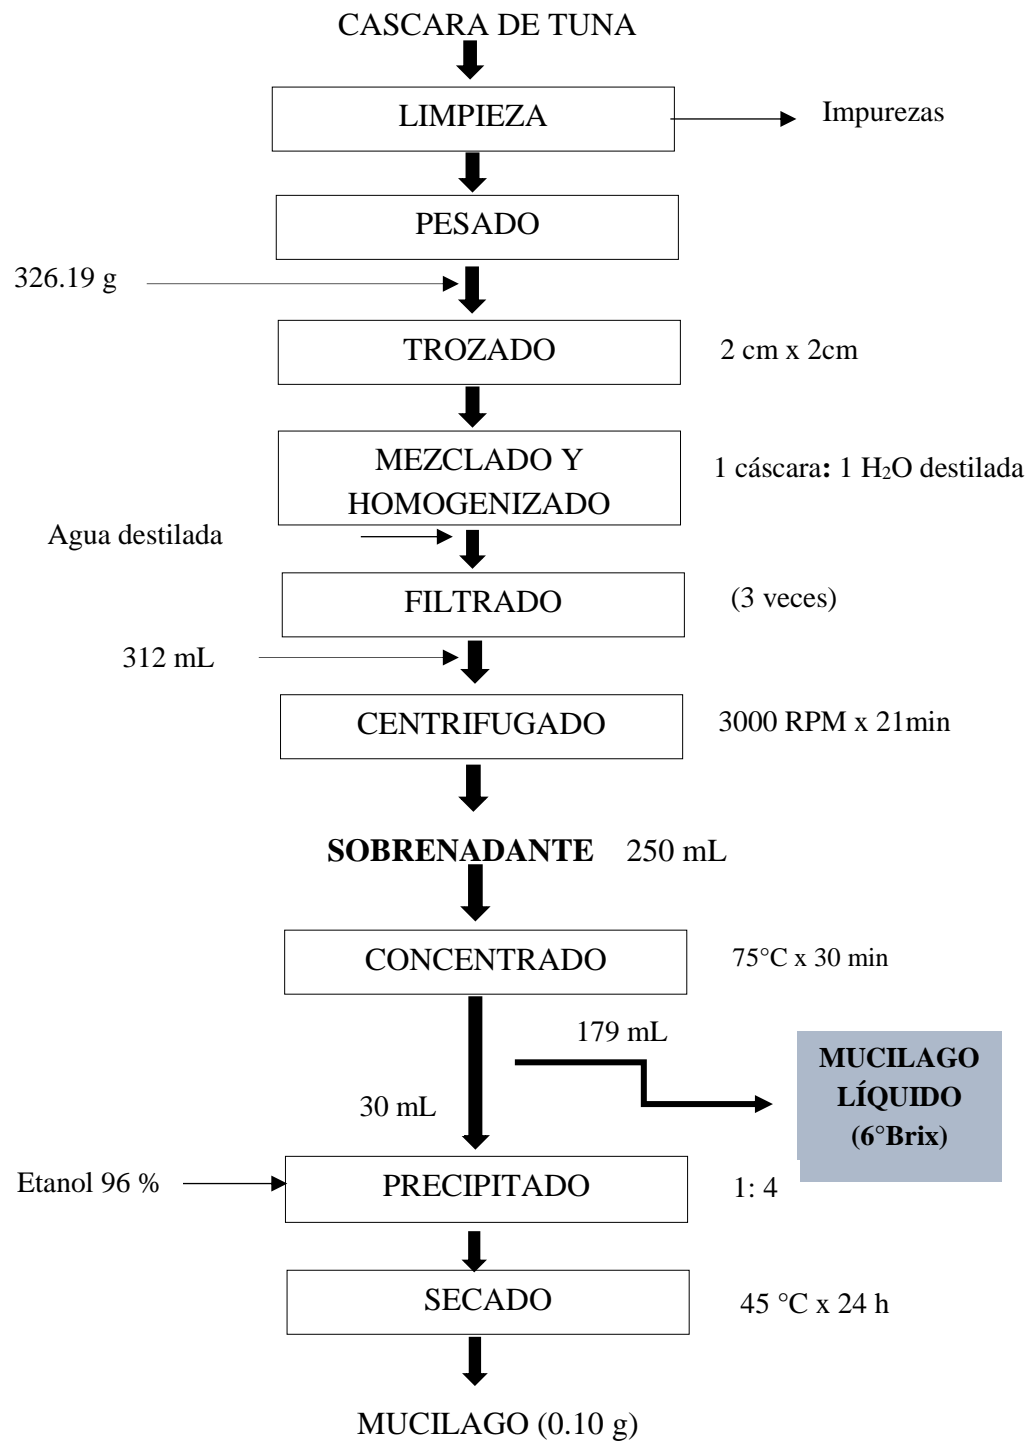 CASCARA DE TUNA
LIMPIEZA
Impurezas
PESADO
326.19 g
TROZADO
2 cm x 2cm
MEZCLADO Y
HOMOGENIZADO
1 cáscara: 1 H₂O destilada
Agua destilada
FILTRADO
(3 veces)
312 mL
CENTRIFUGADO
3000 RPM x 21min
SOBRENADANTE 250 mL
CONCENTRADO
75°C x 30 min
179 mL
MUCILAGO
LÍQUIDO
(6°Brix)
30 mL
Etanol 96 %
PRECIPITADO
1: 4
SECADO
45 °C x 24 h
MUCILAGO (0.10 g)